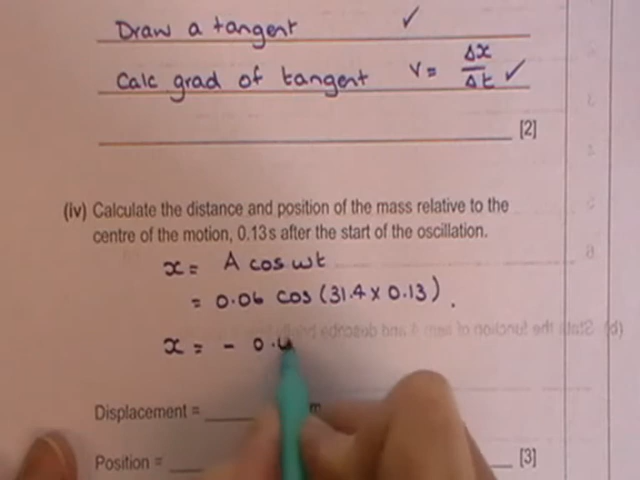 Draw a tangent ✓
Calc grad of tangent v = Δx/Δt ✓
[2]
(iv) Calculate the distance and position of the mass relative to the
centre of the motion, 0.13s after the start of the oscillation.
x = A cos ωt
= 0.06 cos (31.4 x 0.13).
x = - 0.
Displacement = m
Position = [3]